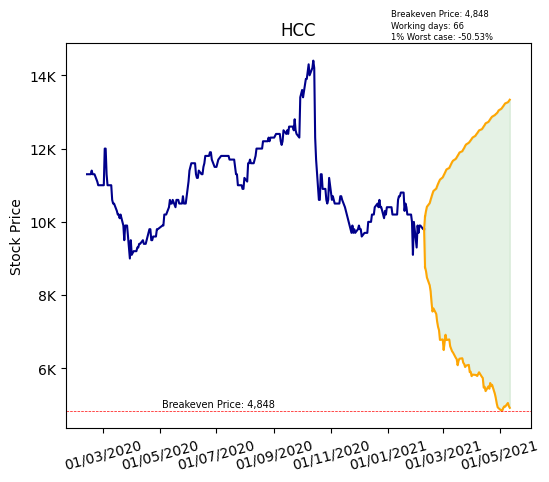 Breakeven Price: 4,848
Working days: 66
1% Worst case: -50.53%
HCC
Stock Price
14K
12K
10K
8K
6K
Breakeven Price: 4,848
01/03/2020
01/05/2020
01/07/2020
01/09/2020
01/11/2020
01/01/2021
01/03/2021
01/05/2021